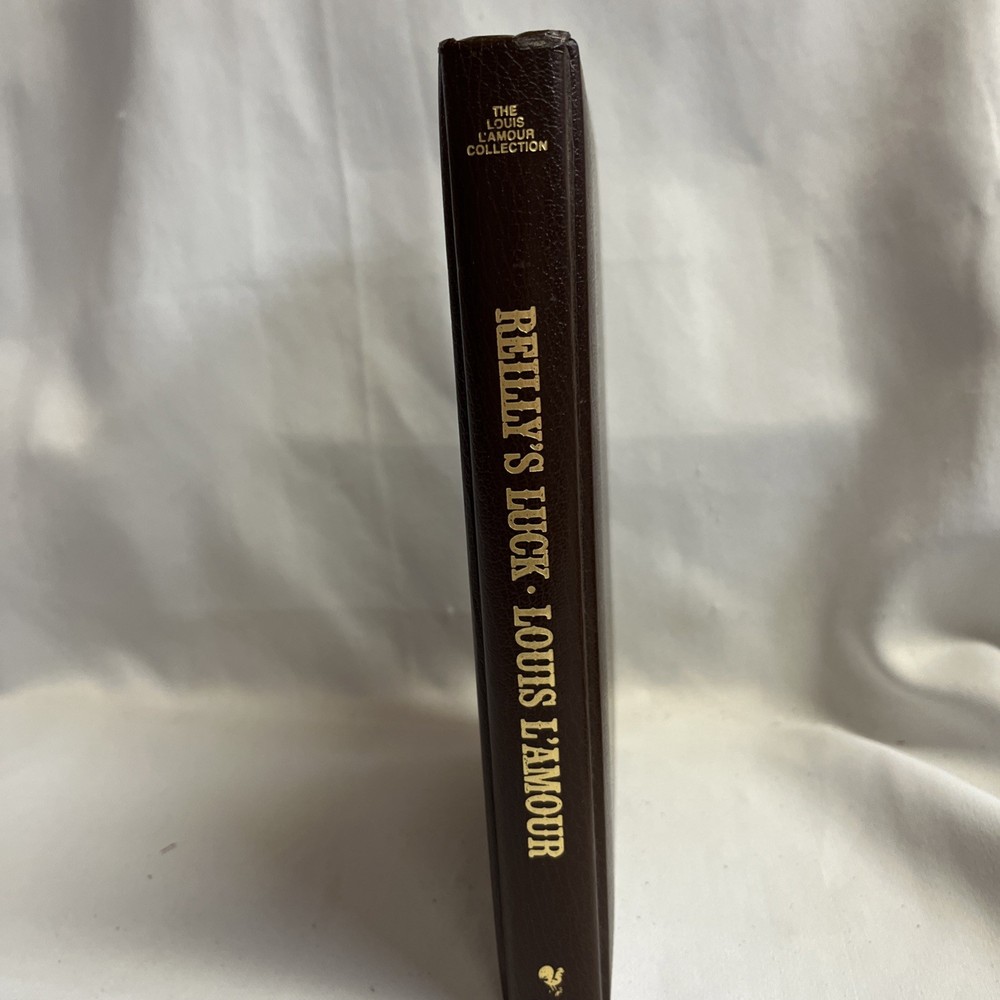 THE
LOUIS
L'AMOUR
COLLECTION
REILLY'S LUCK · LOUIS L'AMOUR